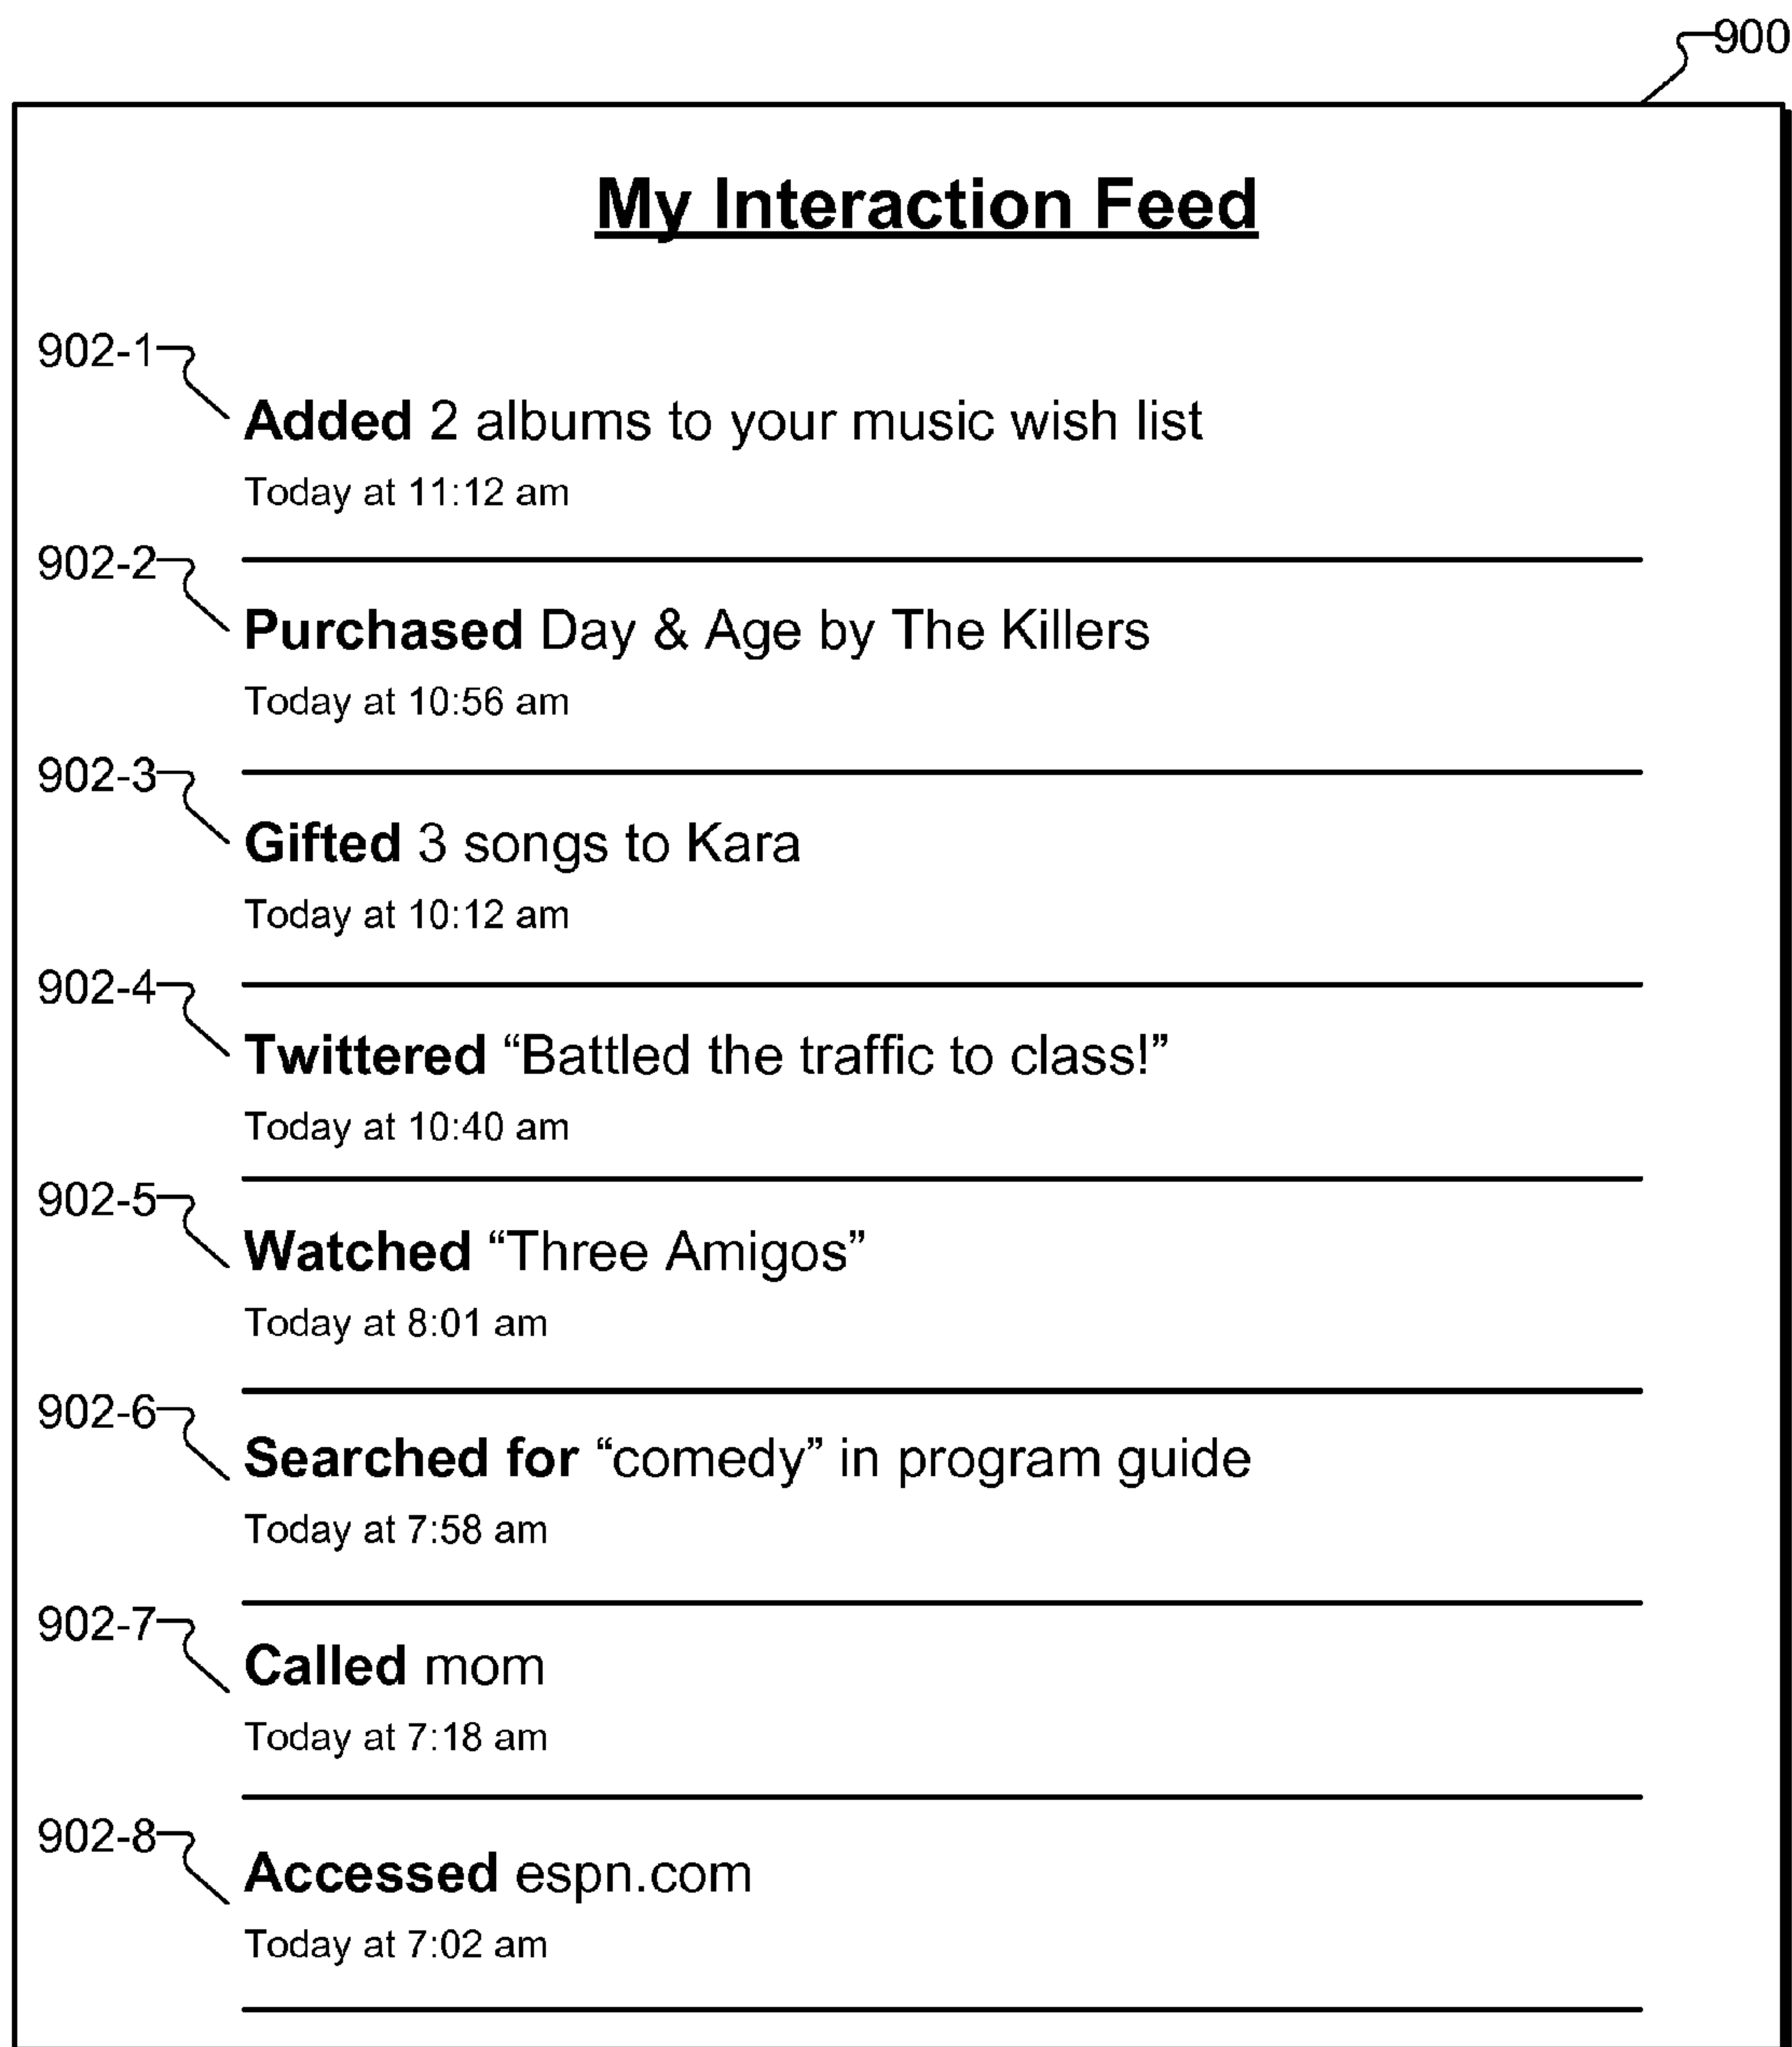 900
My Interaction Feed
902-1
Added 2 albums to your music wish list
Today at 11:12 am
902-2
Purchased Day & Age by The Killers
Today at 10:56 am
902-3
Gifted 3 songs to Kara
Today at 10:12 am
902-4
Twittered “Battled the traffic to class!”
Today at 10:40 am
902-5
Watched “Three Amigos”
Today at 8:01 am
902-6
Searched for “comedy” in program guide
Today at 7:58 am
902-7
Called mom
Today at 7:18 am
902-8
Accessed espn.com
Today at 7:02 am